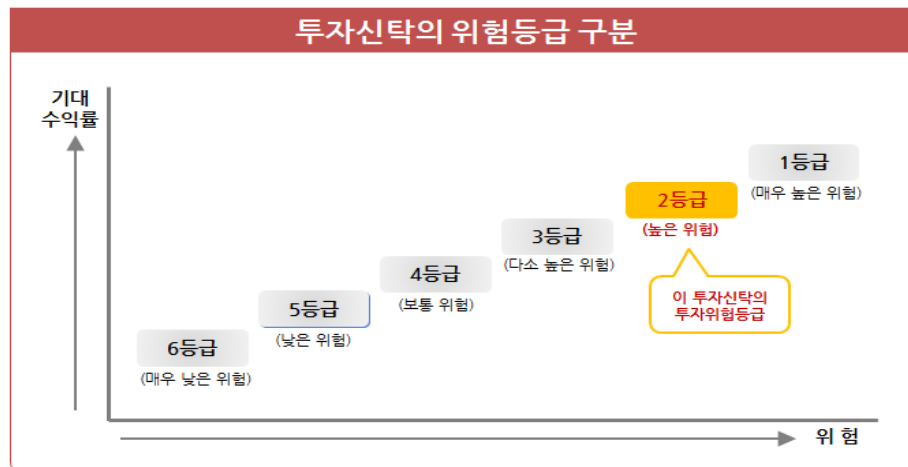 투자신탁의 위험등급 구분
기대
수익률
1등급
(매우 높은 위험)
2등급
(높은 위험)
3등급
(다소 높은 위험)
4등급
(보통 위험)
이 투자신탁의
투자위험등급
5등급
(낮은 위험)
6등급
(매우 낮은 위험)
위 험